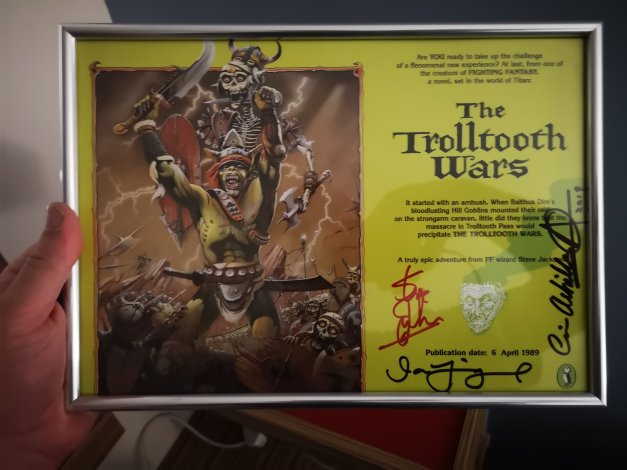 Are YOU ready to take up the challenge
of a flenomenal new experience? At last, from one of
the creators of FIGHTING FANTASY,
a novel, set in the world of Titan:
The
Trolltooth
Wars
It started with an ambush. When Balthus Dire's
bloodlusting Hill Goblins mounted their raid
on the strongarm caravan, little did they know that the
massacre in Trolltooth Pass would
precipitate THE TROLLTOOTH WARS.
A truly epic adventure from FF wizard Steve Jackson
Publication date: 6 April 1989